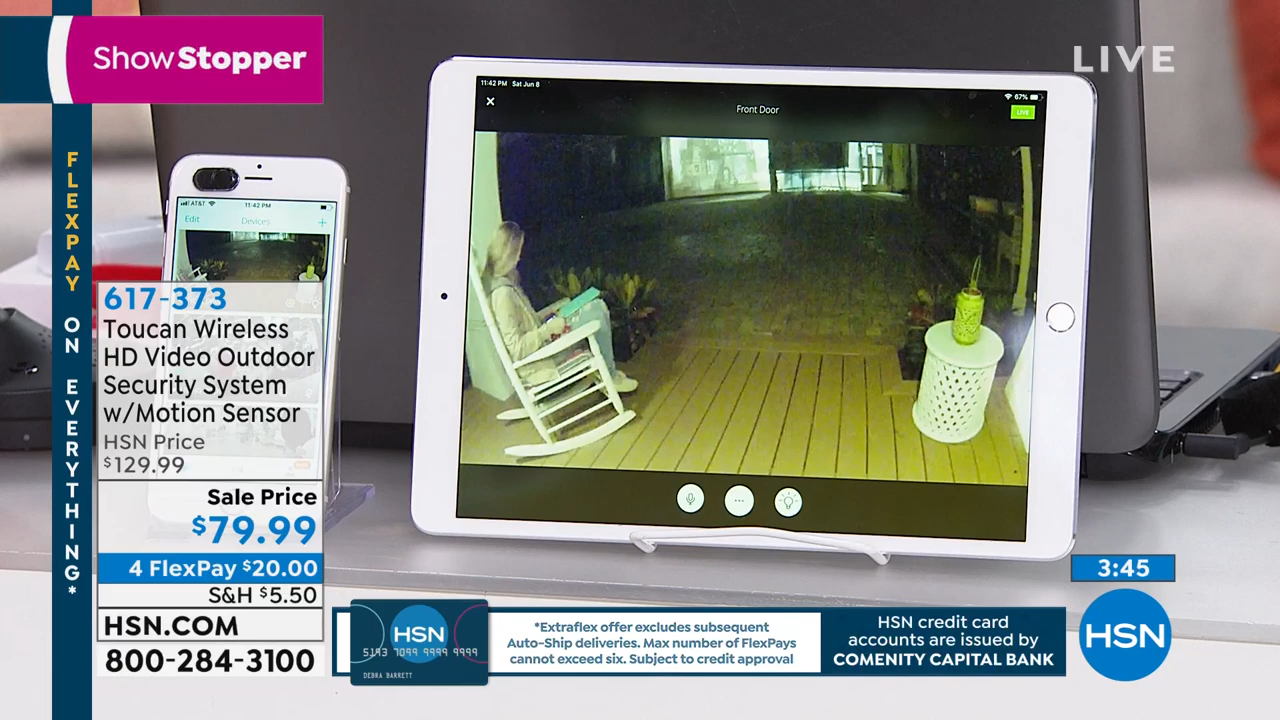 ShowStopper
LIVE
FLEXPAY ON EVERYTHING*
11:42 PM Sat Jun 8
67%
Front Door
LIVE
AT&T
11:42 PM
Edit
Devices
+
617-373
Toucan Wireless
HD Video Outdoor
Security System
w/Motion Sensor
HSN Price
$129.99
Sale Price
$79.99
4 FlexPay $20.00
S&H $5.50
HSN.COM
800-284-3100
3:45
HSN
5193 7099 9999 9999
DEBRA BARRETT
*Extraflex offer excludes subsequent
Auto-Ship deliveries. Max number of FlexPays
cannot exceed six. Subject to credit approval
HSN credit card
accounts are issued by
COMENITY CAPITAL BANK
HSN